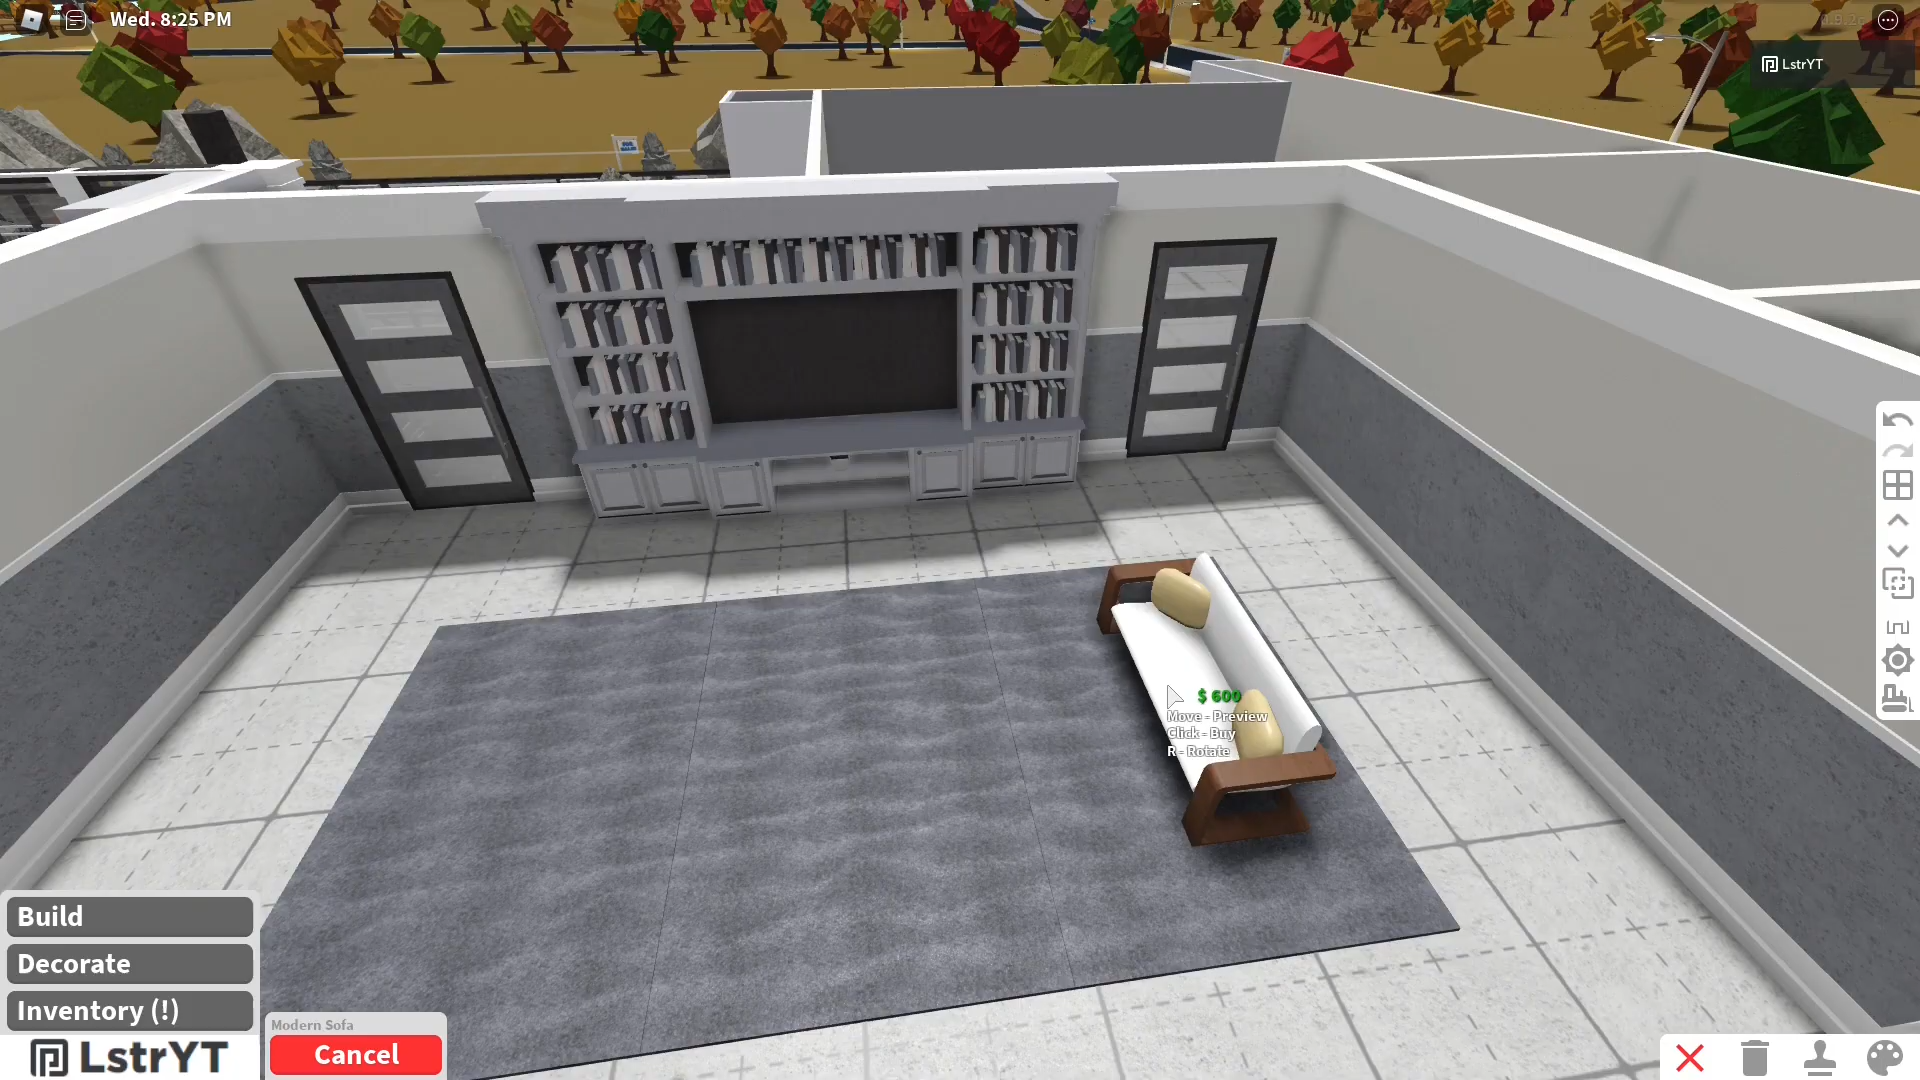 Wed. 8:25 PM
LstrYT
$ 600
Move - Preview
Click - Buy
R - Rotate
Build
Decorate
Inventory (!)
LstrYT
Modern Sofa
Cancel